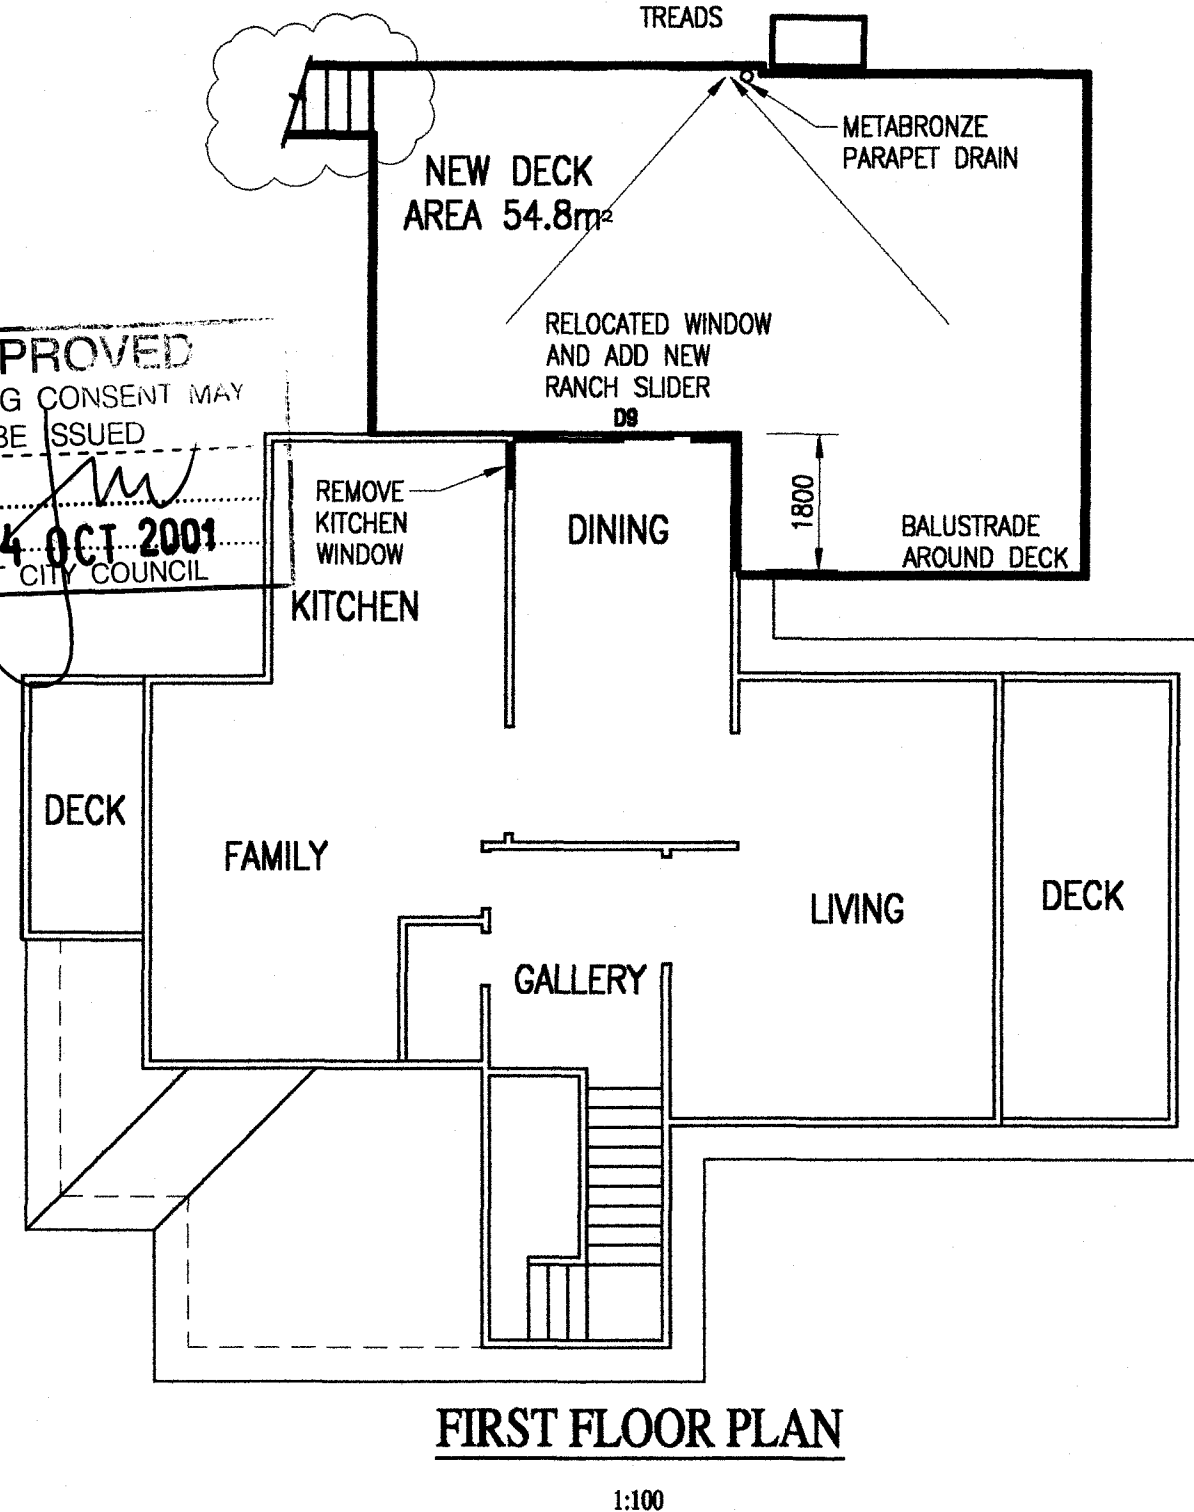 TREADS
METABRONZE
PARAPET DRAIN
NEW DECK
AREA 54.8m²
RELOCATED WINDOW
AND ADD NEW
RANCH SLIDER
D9
PROVED
G CONSENT MAY
BE ISSUED
4 OCT 2001
CITY COUNCIL
REMOVE
KITCHEN
WINDOW
KITCHEN
DINING
1800
BALUSTRADE
AROUND DECK
DECK
FAMILY
LIVING
DECK
GALLERY
FIRST FLOOR PLAN
1:100